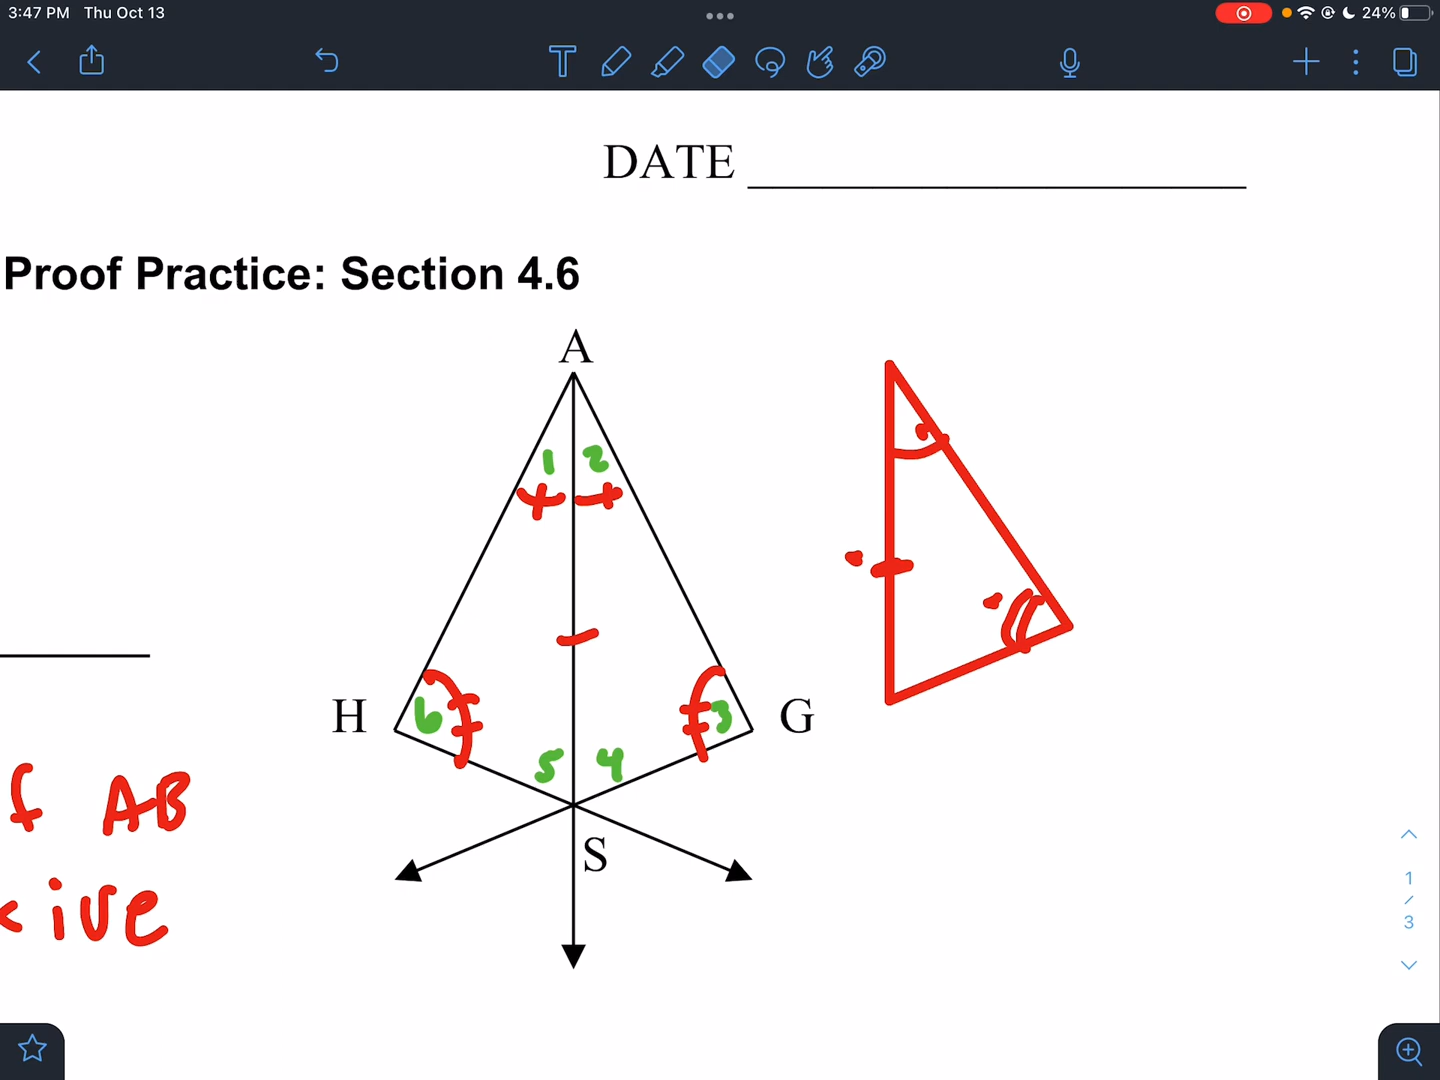 3:47 PM Thu Oct 13
24%
DATE
Proof Practice: Section 4.6
A
1 2
H 6 3 G
5 4
S
f AB
ive
1
/
3